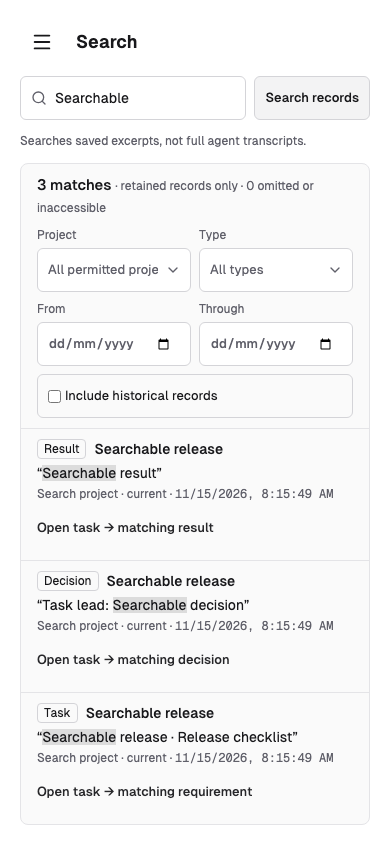 Search
Searchable
Search records
Searches saved excerpts, not full agent transcripts.
3 matches · retained records only · 0 omitted or
inaccessible
Project
Type
All permitted proje
All types
From
Through
dd/mm/yyyy
dd/mm/yyyy
Include historical records
Result Searchable release
“Searchable result”
Search project · current · 11/15/2026, 8:15:49 AM
Open task → matching result
Decision Searchable release
“Task lead: Searchable decision”
Search project · current · 11/15/2026, 8:15:49 AM
Open task → matching decision
Task Searchable release
“Searchable release · Release checklist”
Search project · current · 11/15/2026, 8:15:49 AM
Open task → matching requirement